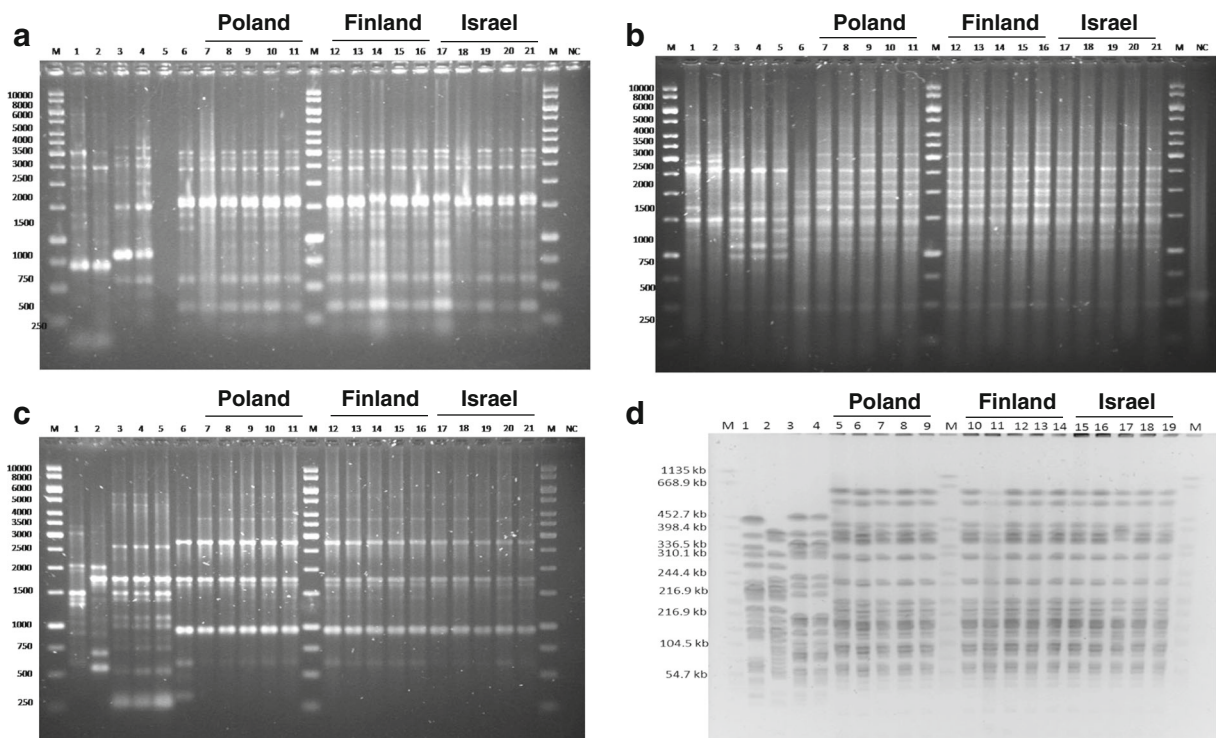 a
Poland Finland Israel
M 1 2 3 4 5 6 7 8 9 10 11 M 12 13 14 15 16 17 18 19 20 21 M NC
10000
8000
6000
5000
4000
3500
3000
2500
2000
1500
1000
750
500
250
b
Poland Finland Israel
M 1 2 3 4 5 6 7 8 9 10 11 M 12 13 14 15 16 17 18 19 20 21 M NC
10000
8000
6000
5000
4000
3500
3000
2500
2000
1500
1000
750
500
250
c
Poland Finland Israel
M 1 2 3 4 5 6 7 8 9 10 11 M 12 13 14 15 16 17 18 19 20 21 M NC
10000
8000
6000
5000
4000
3500
3000
2500
2000
1500
1000
750
500
250
d
Poland Finland Israel
M 1 2 3 4 5 6 7 8 9 M 10 11 12 13 14 15 16 17 18 19 M
1135 kb
668.9 kb
452.7 kb
398.4 kb
336.5 kb
310.1 kb
244.4 kb
216.9 kb
216.9 kb
104.5 kb
54.7 kb